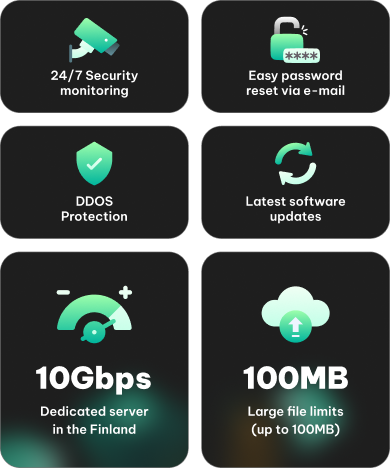 24/7 Security
monitoring
****
Easy password
reset via e-mail
DDOS
Protection
Latest software
updates
10Gbps
Dedicated server
in the Finland
100MB
Large file limits
(up to 100MB)